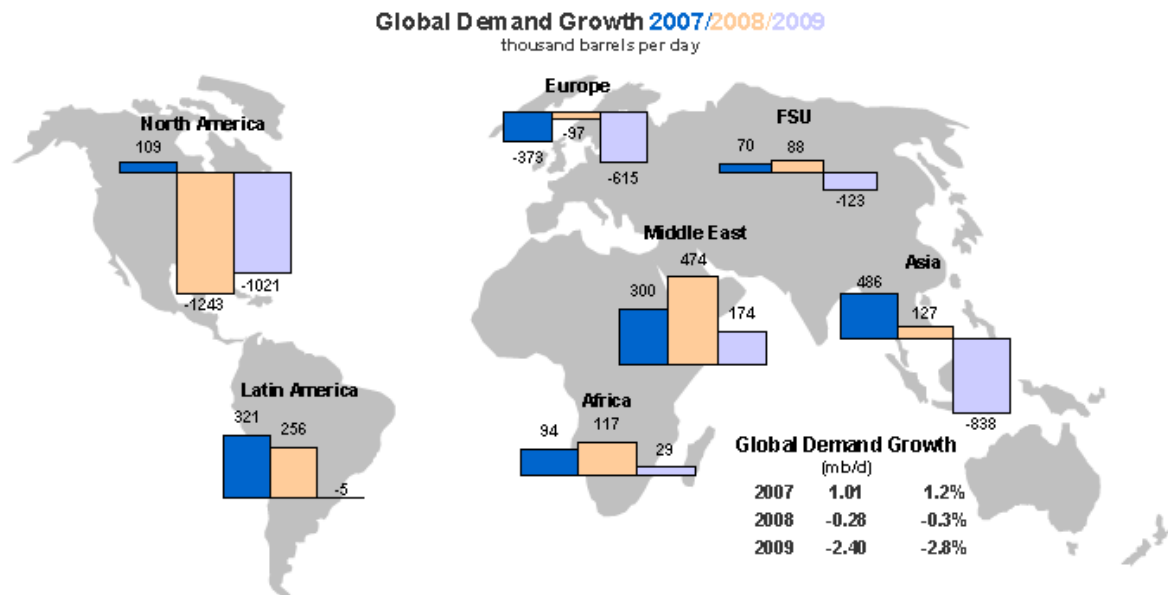 Global Demand Growth 2007/2008/2009
thousand barrels per day
Europe
-373
-97
-615
North America
109
-1243
-1021
FSU
70
88
-123
Middle East
300
474
174
Asia
486
127
-838
Latin America
321
256
-5
Africa
94
117
29
Global Demand Growth
(mb/d)
2007 1.01 1.2%
2008 -0.28 -0.3%
2009 -2.40 -2.8%